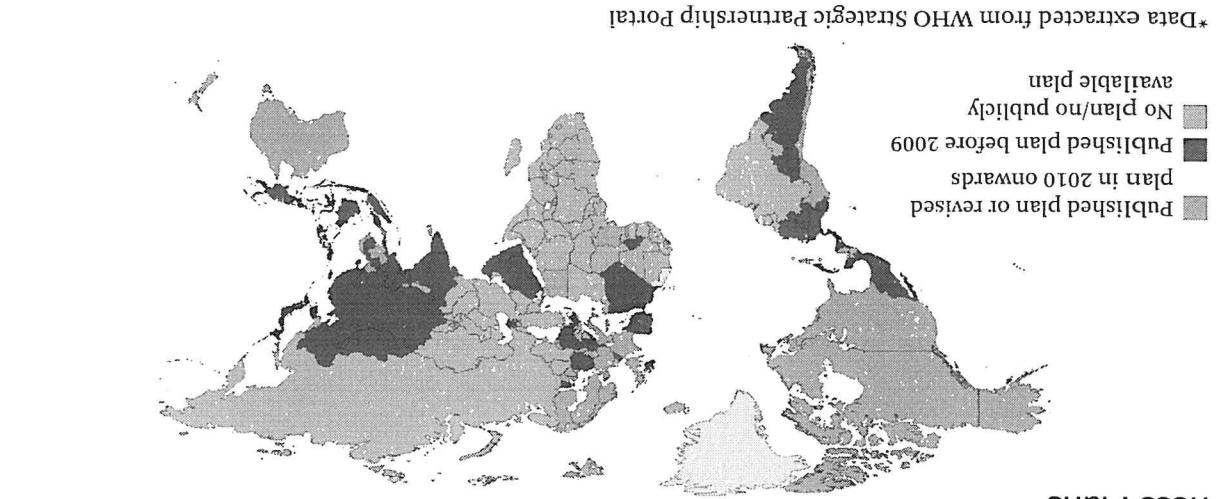 Published plan or revised
plan in 2010 onwards
Published plan before 2009
No plan/no publicly
available plan
*Data extracted from WHO Strategic Partnership Portal